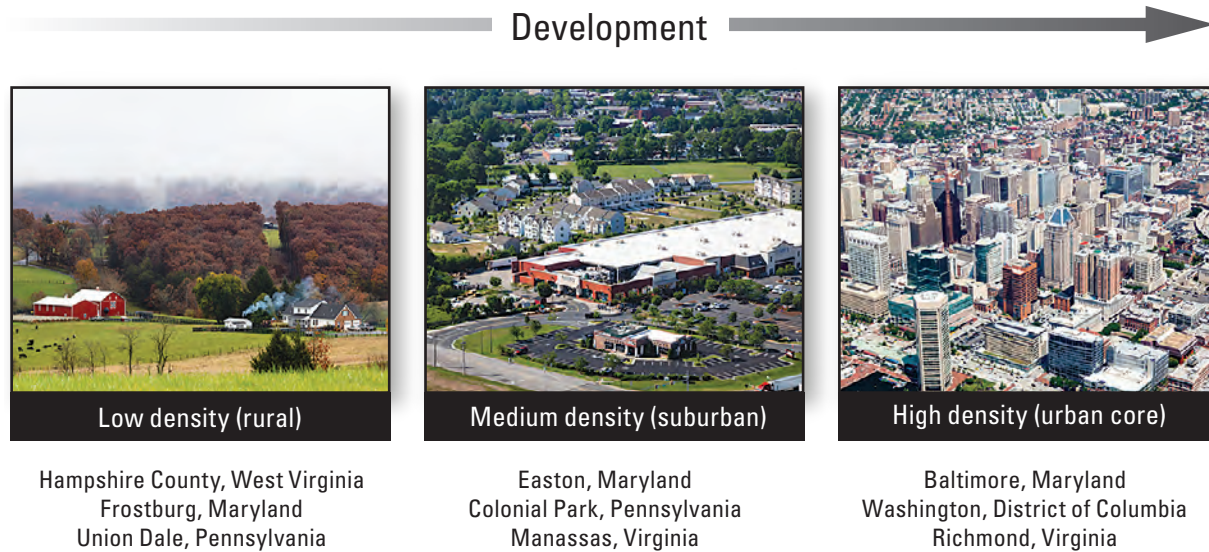 Development
Low density (rural)
Medium density (suburban)
High density (urban core)
Hampshire County, West Virginia
Frostburg, Maryland
Union Dale, Pennsylvania
Easton, Maryland
Colonial Park, Pennsylvania
Manassas, Virginia
Baltimore, Maryland
Washington, District of Columbia
Richmond, Virginia